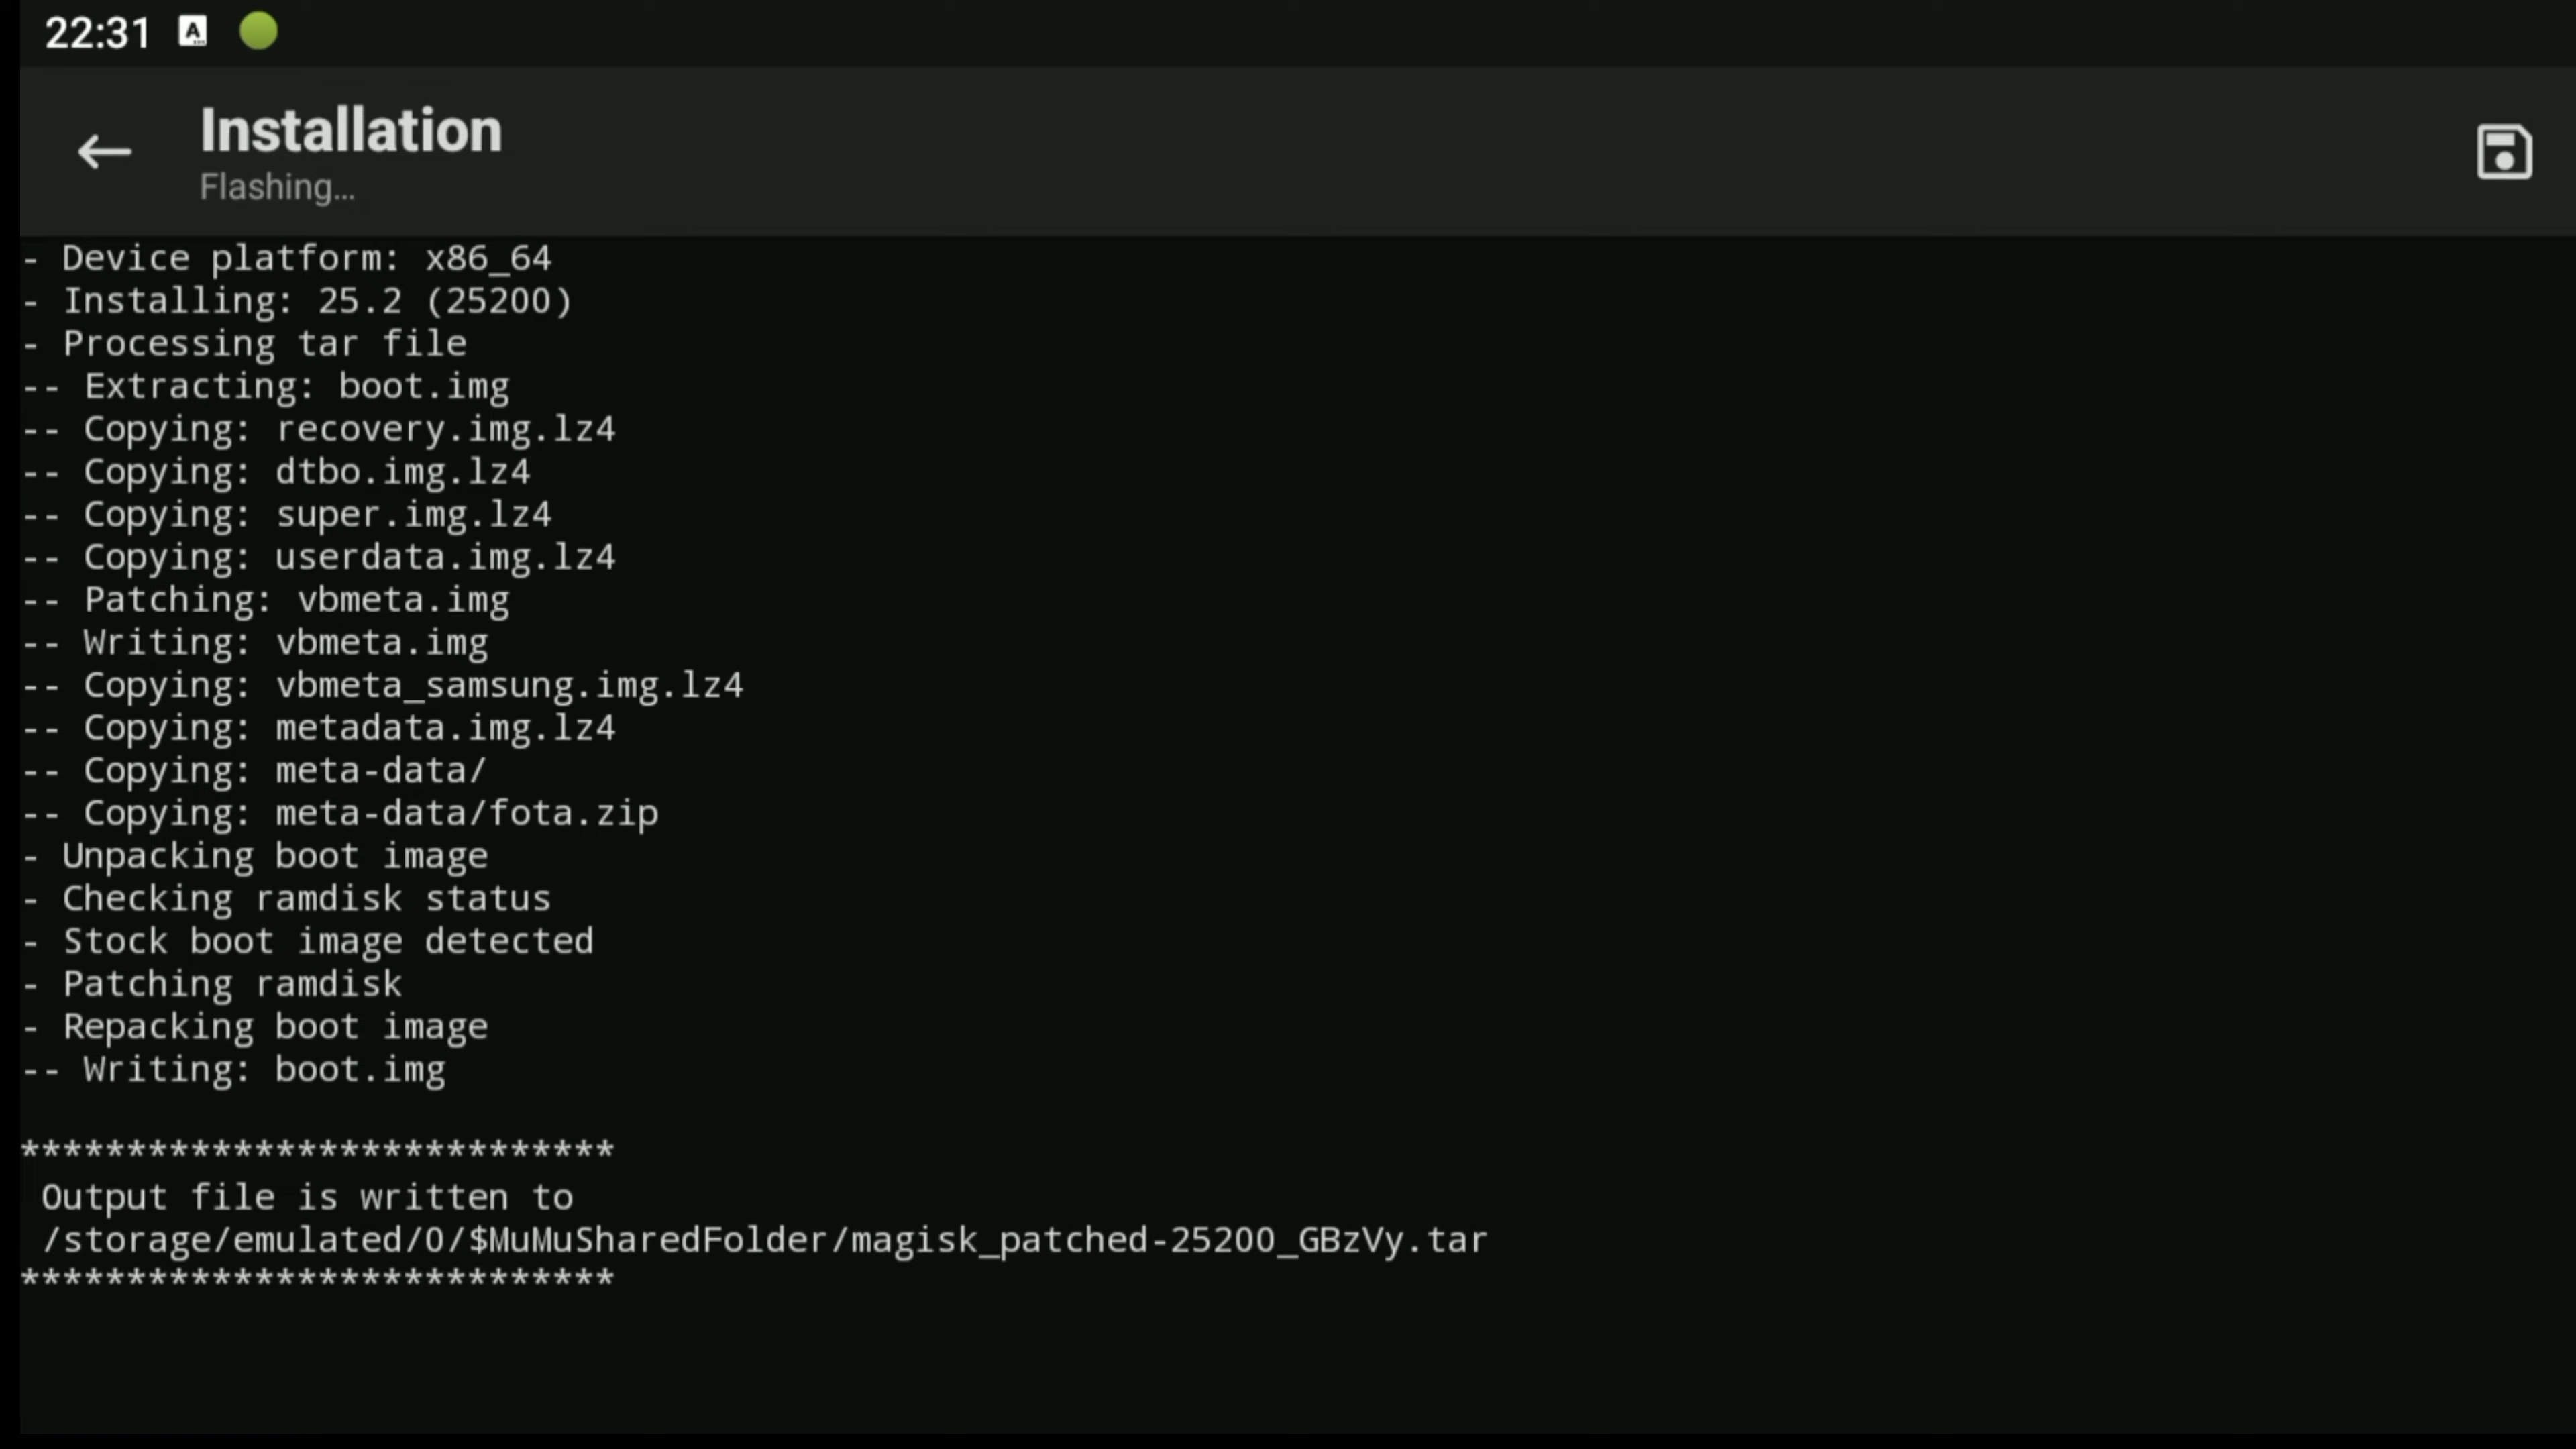 22:31 A
Installation
Flashing...
- Device platform: x86_64
- Installing: 25.2 (25200)
- Processing tar file
-- Extracting: boot.img
-- Copying: recovery.img.lz4
-- Copying: dtbo.img.lz4
-- Copying: super.img.lz4
-- Copying: userdata.img.lz4
-- Patching: vbmeta.img
-- Writing: vbmeta.img
-- Copying: vbmeta_samsung.img.lz4
-- Copying: metadata.img.lz4
-- Copying: meta-data/
-- Copying: meta-data/fota.zip
- Unpacking boot image
- Checking ramdisk status
- Stock boot image detected
- Patching ramdisk
- Repacking boot image
-- Writing: boot.img
****************************
Output file is written to
/storage/emulated/0/$MuMuSharedFolder/magisk_patched-25200_GBzVy.tar
****************************